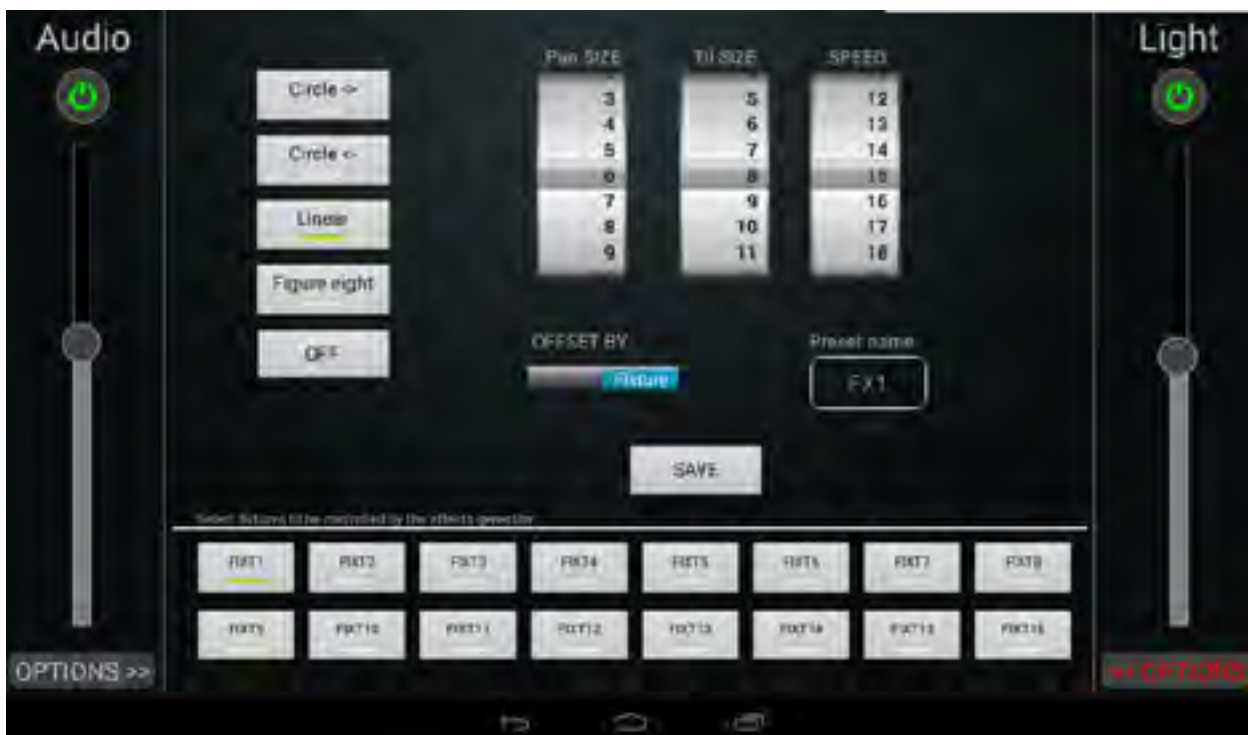 Audio
Light
Pan SIZE
Til SIZE
SPEED
Circle ->
Circle <-
Linear
Figure eight
OFF
3
4
5
6
7
8
9
5
6
7
8
9
10
11
12
13
14
15
16
17
18
OFFSET BY
Fixture
Preset name
FX1
SAVE
Select fixtures to be controlled by the effects generator
FIXT1 FIXT2 FIXT3 FIXT4 FIXT5 FIXT6 FIXT7 FIXT8
FIXT9 FIXT10 FIXT11 FIXT12 FIXT13 FIXT14 FIXT15 FIXT16
OPTIONS >>
<< OPTIONS